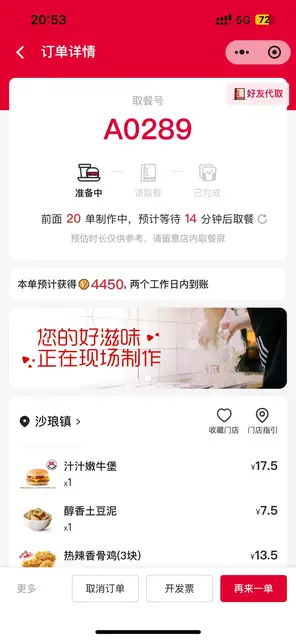 20:53
5G 72
订单详情
好友代取
取餐号
A0289
准备中
请取餐
已完成
前面 20 单制作中，预计等待 14 分钟后取餐
预估时长仅供参考，请留意店内取餐屏
本单预计获得 4450，两个工作日内到账
您的好滋味
正在现场制作
沙琅镇
收藏门店
门店指引
汁汁嫩牛堡
¥17.5
x1
醇香土豆泥
¥7.5
x1
热辣香骨鸡(3块)
¥13.5
更多
取消订单
开发票
再来一单